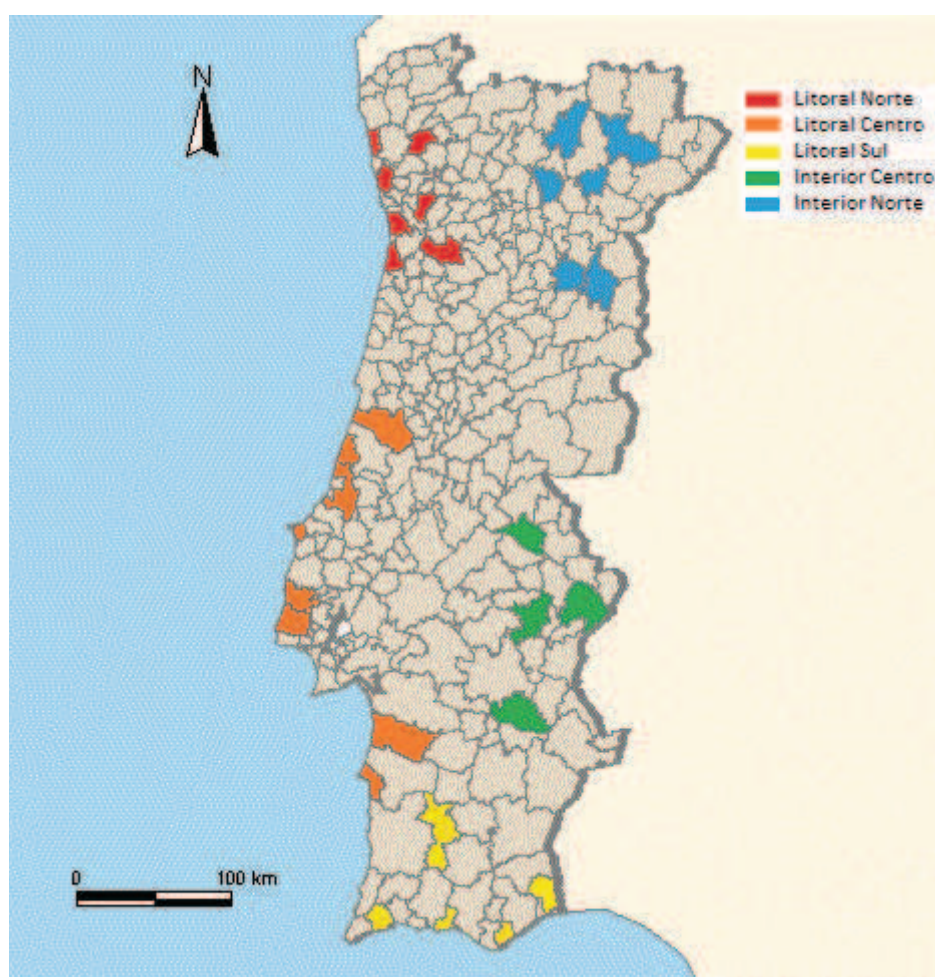 N
Litoral Norte
Litoral Centro
Litoral Sul
Interior Centro
Interior Norte
0 100 km